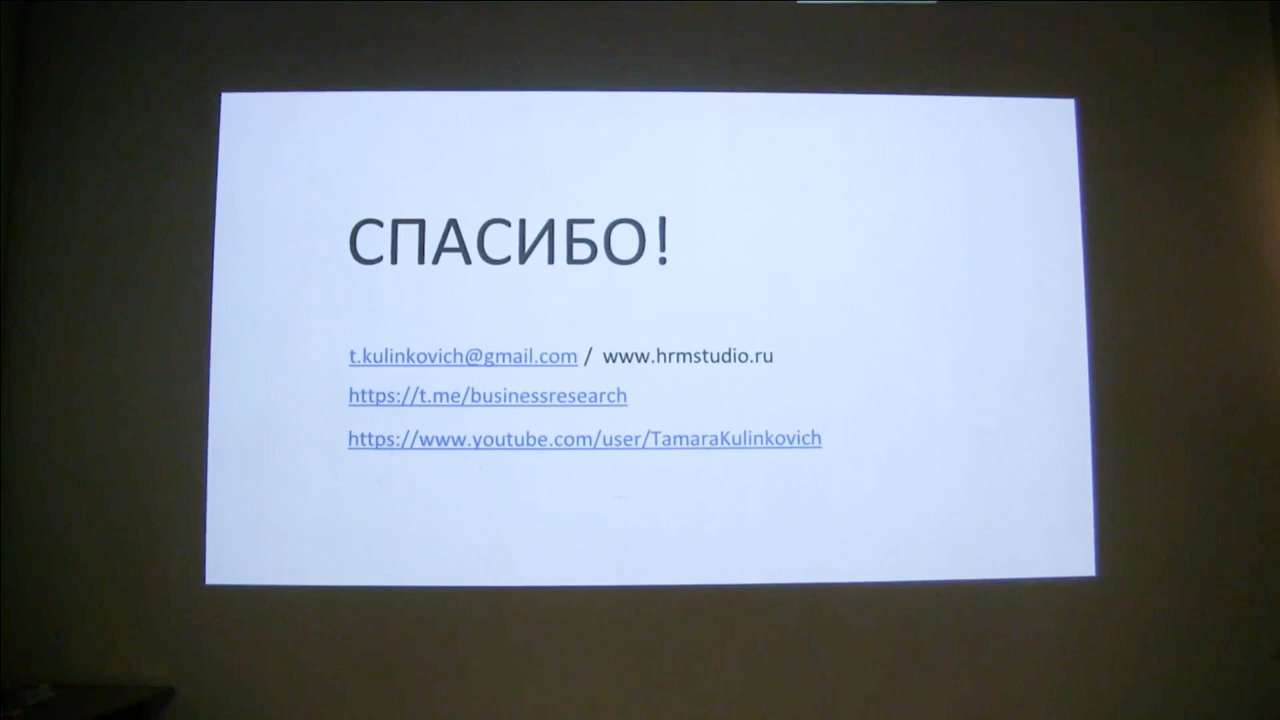 СПАСИБО!
t.kulinkovich@gmail.com / www.hrmstudio.ru
https://t.me/businessresearch
https://www.youtube.com/user/TamaraKulinkovich